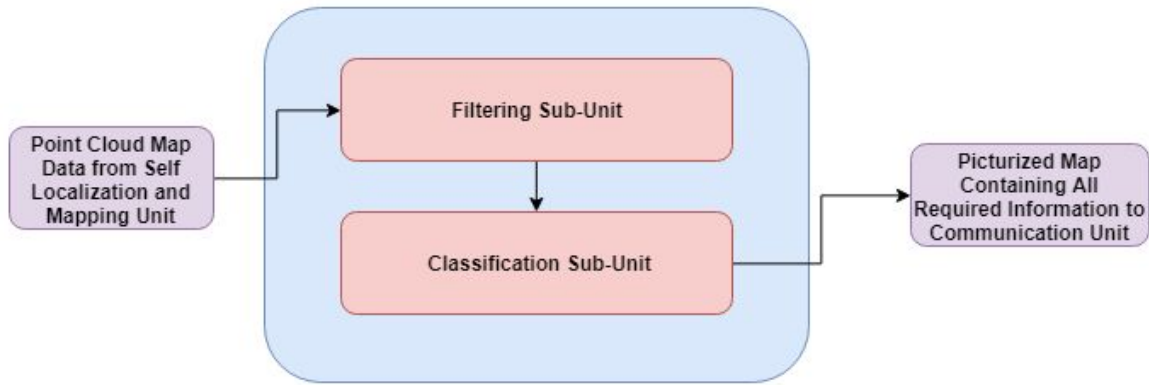 Point Cloud Map
Data from Self
Localization and
Mapping Unit
Filtering Sub-Unit
Classification Sub-Unit
Picturized Map
Containing All
Required Information to
Communication Unit